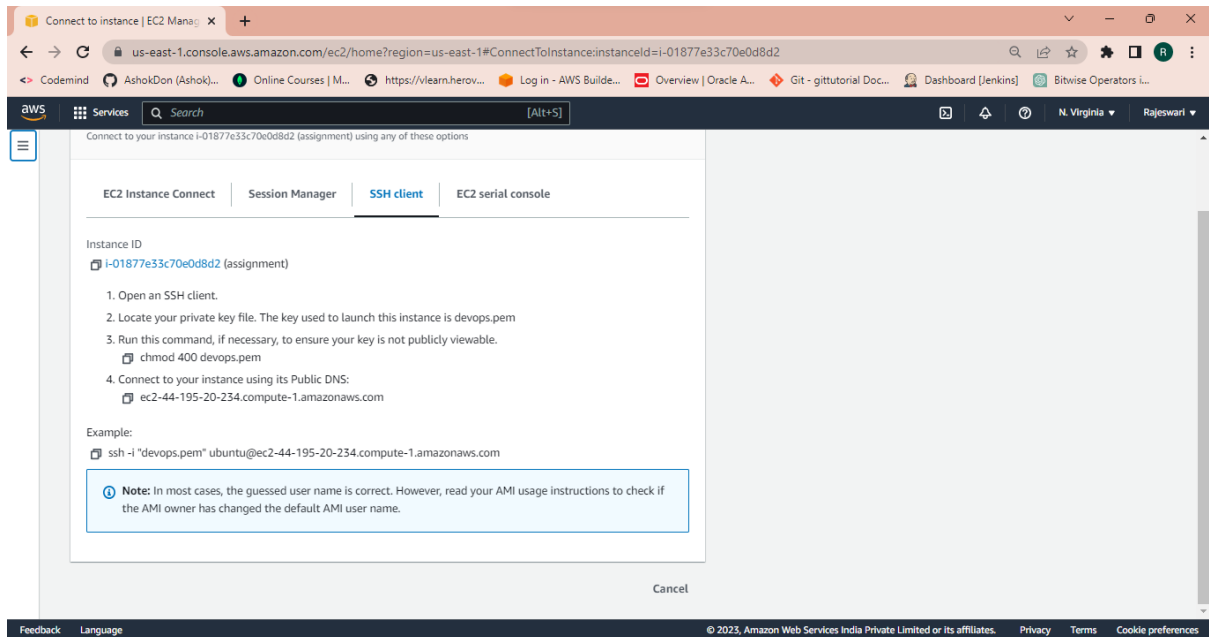 Connect to instance | EC2 Manag
us-east-1.console.aws.amazon.com/ec2/home?region=us-east-1#ConnectToInstance:instanceId=i-01877e33c70e0d8d2
R
<> Codemind
AshokDon (Ashok)...
Online Courses | M...
https://vlearn.herov...
Log in - AWS Builde...
Overview | Oracle A...
Git - gittutorial Doc...
Dashboard [Jenkins]
Bitwise Operators i...
aws
Services
Search
[Alt+S]
N. Virginia
Rajeswari
Connect to your instance i-01877e33c70e0d8d2 (assignment) using any of these options
EC2 Instance Connect
Session Manager
SSH client
EC2 serial console
Instance ID
i-01877e33c70e0d8d2 (assignment)
1. Open an SSH client.
2. Locate your private key file. The key used to launch this instance is devops.pem
3. Run this command, if necessary, to ensure your key is not publicly viewable.
chmod 400 devops.pem
4. Connect to your instance using its Public DNS:
ec2-44-195-20-234.compute-1.amazonaws.com
Example:
ssh -i "devops.pem" ubuntu@ec2-44-195-20-234.compute-1.amazonaws.com
Note: In most cases, the guessed user name is correct. However, read your AMI usage instructions to check if
the AMI owner has changed the default AMI user name.
Cancel
Feedback
Language
© 2023, Amazon Web Services India Private Limited or its affiliates.
Privacy
Terms
Cookie preferences